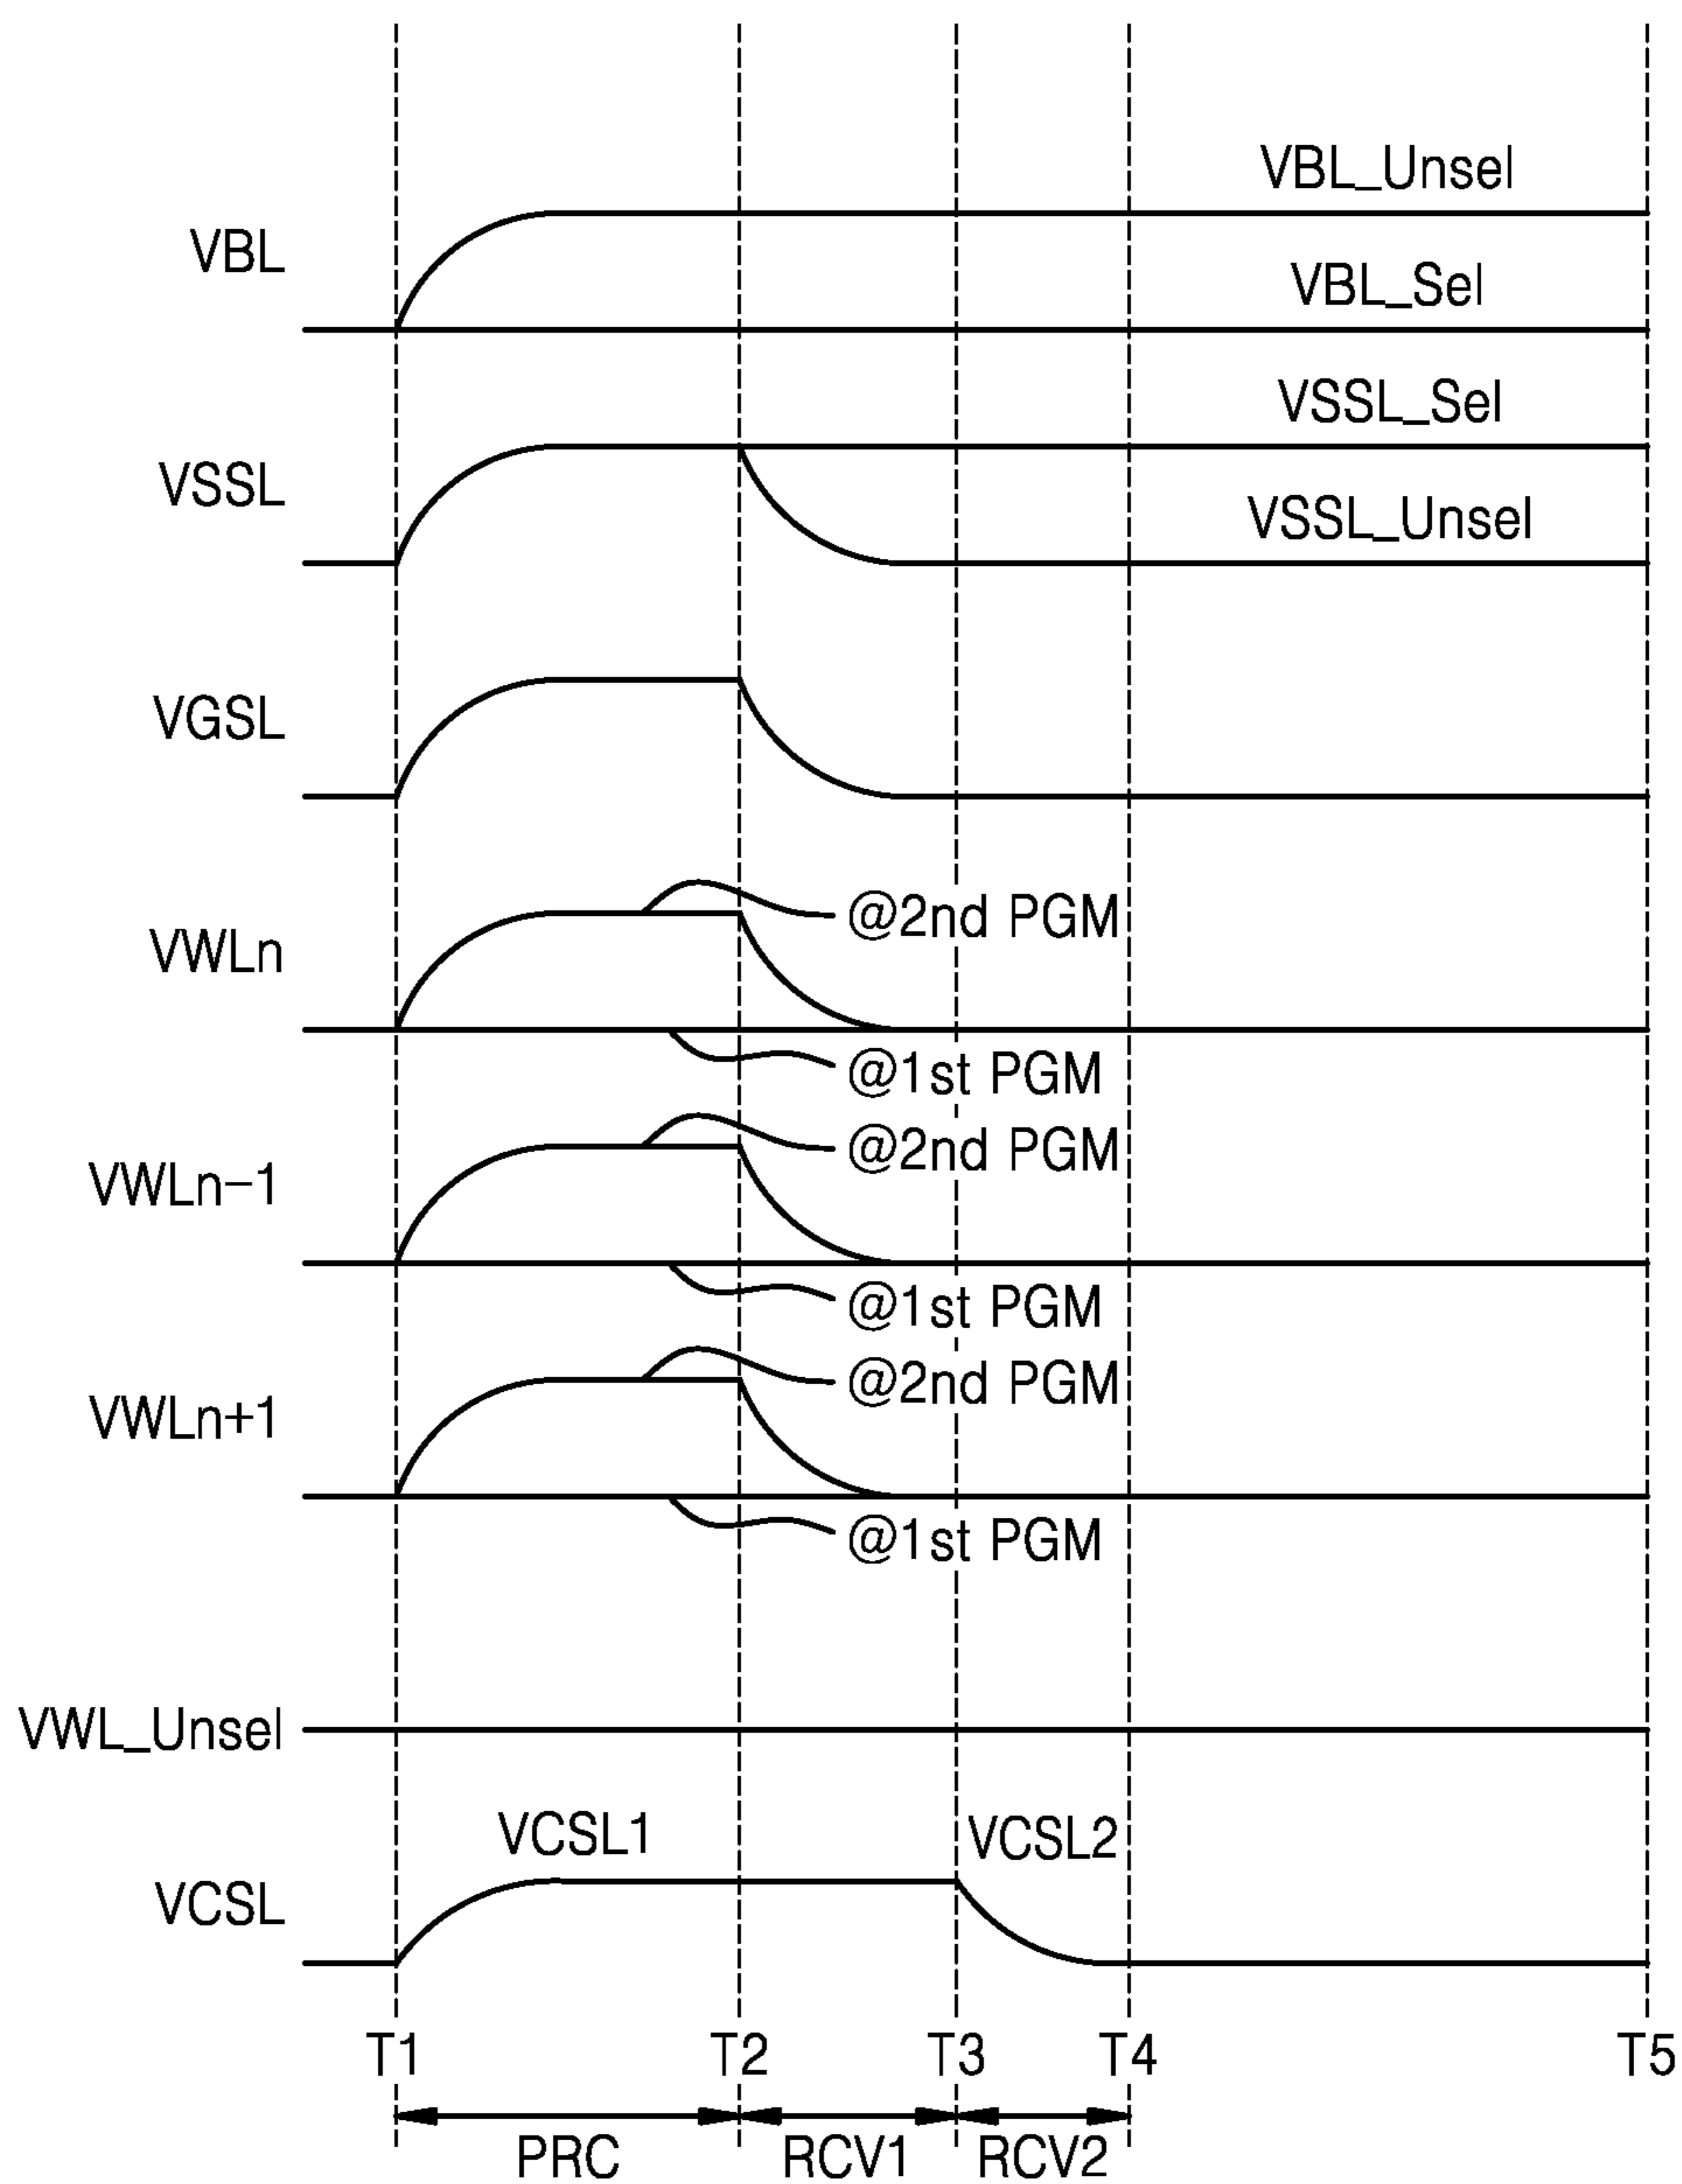 VBL_Unsel
VBL
VBL_Sel
VSSL_Sel
VSSL
VSSL_Unsel
VGSL
@2nd PGM
VWLn
@1st PGM
@2nd PGM
VWLn-1
@1st PGM
@2nd PGM
VWLn+1
@1st PGM
VWL_Unsel
VCSL1 VCSL2
VCSL
T1 T2 T3 T4 T5
PRC RCV1 RCV2